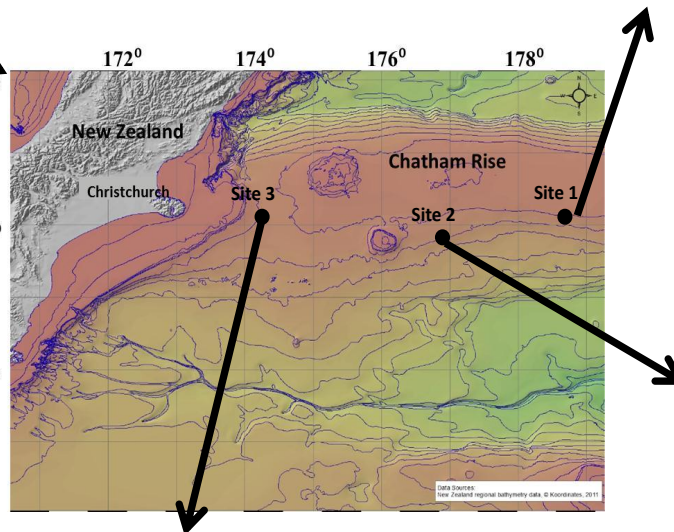 172⁰ 174⁰ 176⁰ 178⁰
N
W E
S
New Zealand
Chatham Rise
Christchurch
Site 3
Site 1
Site 2
Data Sources:
New Zealand regional bathymetry data, © Koordinates, 2011